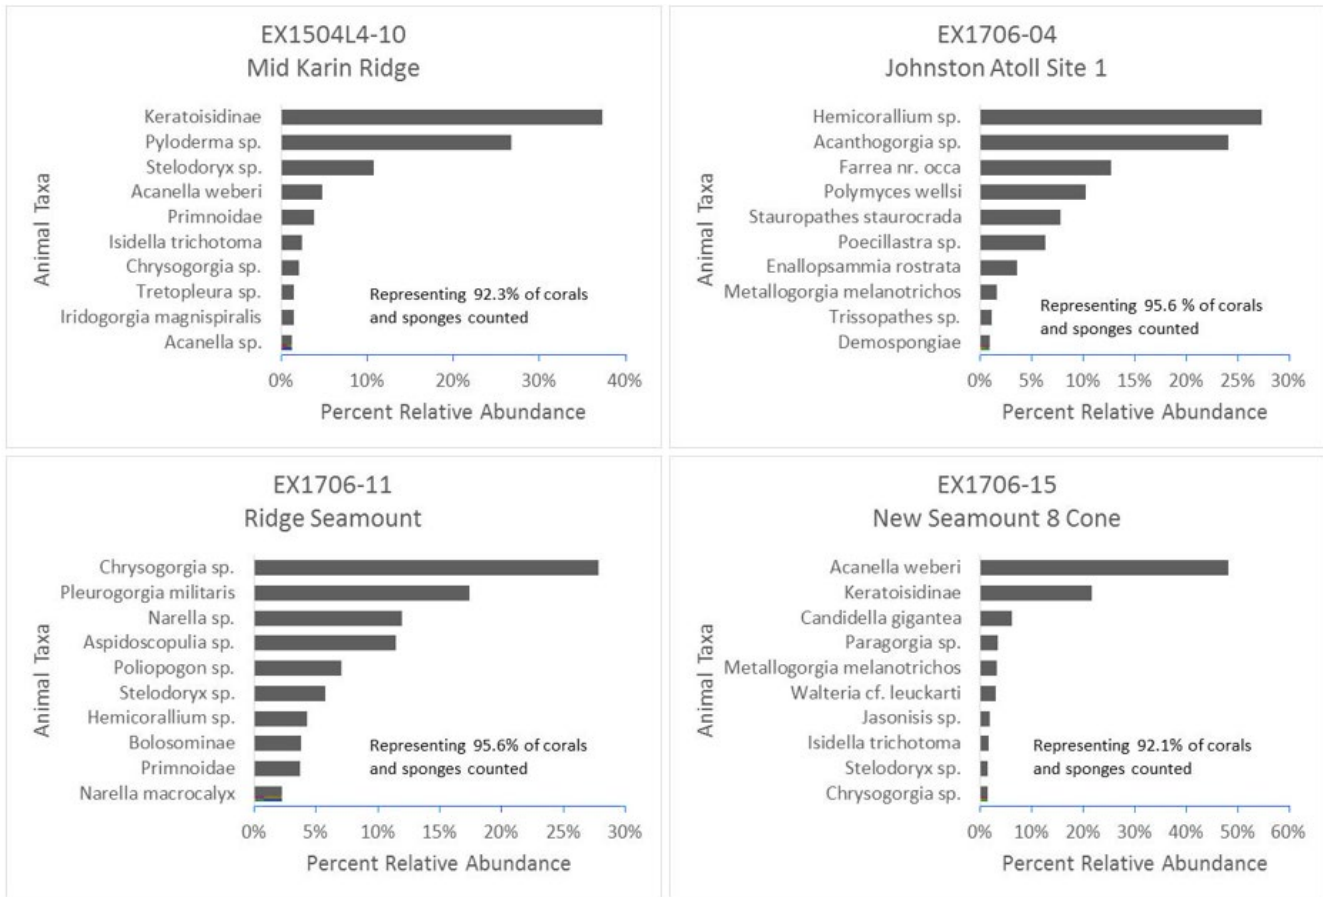 EX1504L4-10
Mid Karin Ridge
Animal Taxa
Keratoisidinae
Pyloderma sp.
Stelodoryx sp.
Acanella weberi
Primnoidae
Isidella trichotoma
Chrysogorgia sp.
Tretopleura sp.
Iridogorgia magnispiralis
Acanella sp.
Representing 92.3% of corals
and sponges counted
0% 10% 20% 30% 40%
Percent Relative Abundance
EX1706-04
Johnston Atoll Site 1
Animal Taxa
Hemicorallium sp.
Acanthogorgia sp.
Farrea nr. occa
Polymyces wellsi
Stauropathes staurocrada
Poecillastra sp.
Enallopsammia rostrata
Metallogorgia melanotrichos
Trissopathes sp.
Demospongiae
Representing 95.6 % of corals
and sponges counted
0% 5% 10% 15% 20% 25% 30%
Percent Relative Abundance
EX1706-11
Ridge Seamount
Animal Taxa
Chrysogorgia sp.
Pleurogorgia militaris
Narella sp.
Aspidoscopulia sp.
Poliopogon sp.
Stelodoryx sp.
Hemicorallium sp.
Bolosominae
Primnoidae
Narella macrocalyx
Representing 95.6% of corals
and sponges counted
0% 5% 10% 15% 20% 25% 30%
Percent Relative Abundance
EX1706-15
New Seamount 8 Cone
Animal Taxa
Acanella weberi
Keratoisidinae
Candidella gigantea
Paragorgia sp.
Metallogorgia melanotrichos
Walteria cf. leuckarti
Jasonisis sp.
Isidella trichotoma
Stelodoryx sp.
Chrysogorgia sp.
Representing 92.1% of corals
and sponges counted
0% 10% 20% 30% 40% 50% 60%
Percent Relative Abundance